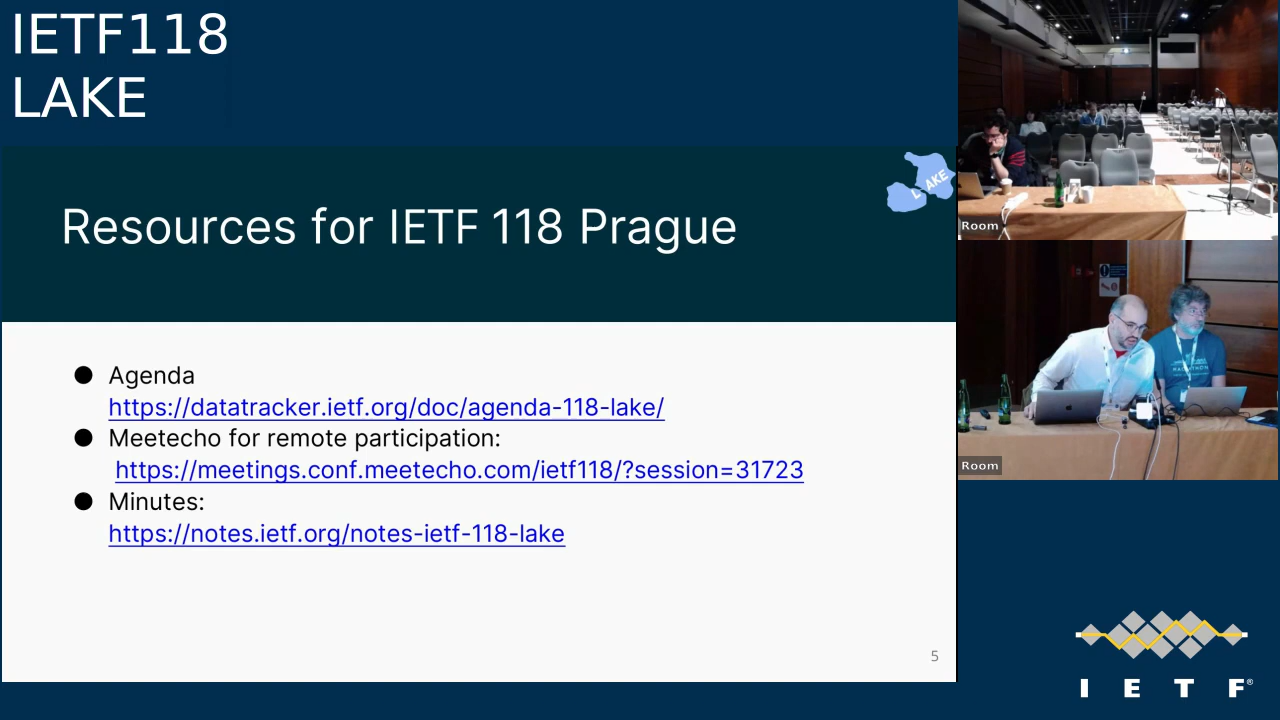 IETF118
LAKE
LAKE
Resources for IETF 118 Prague
● Agenda
https://datatracker.ietf.org/doc/agenda-118-lake/
● Meetecho for remote participation:
https://meetings.conf.meetecho.com/ietf118/?session=31723
● Minutes:
https://notes.ietf.org/notes-ietf-118-lake
5
Room
Room
I E T F®